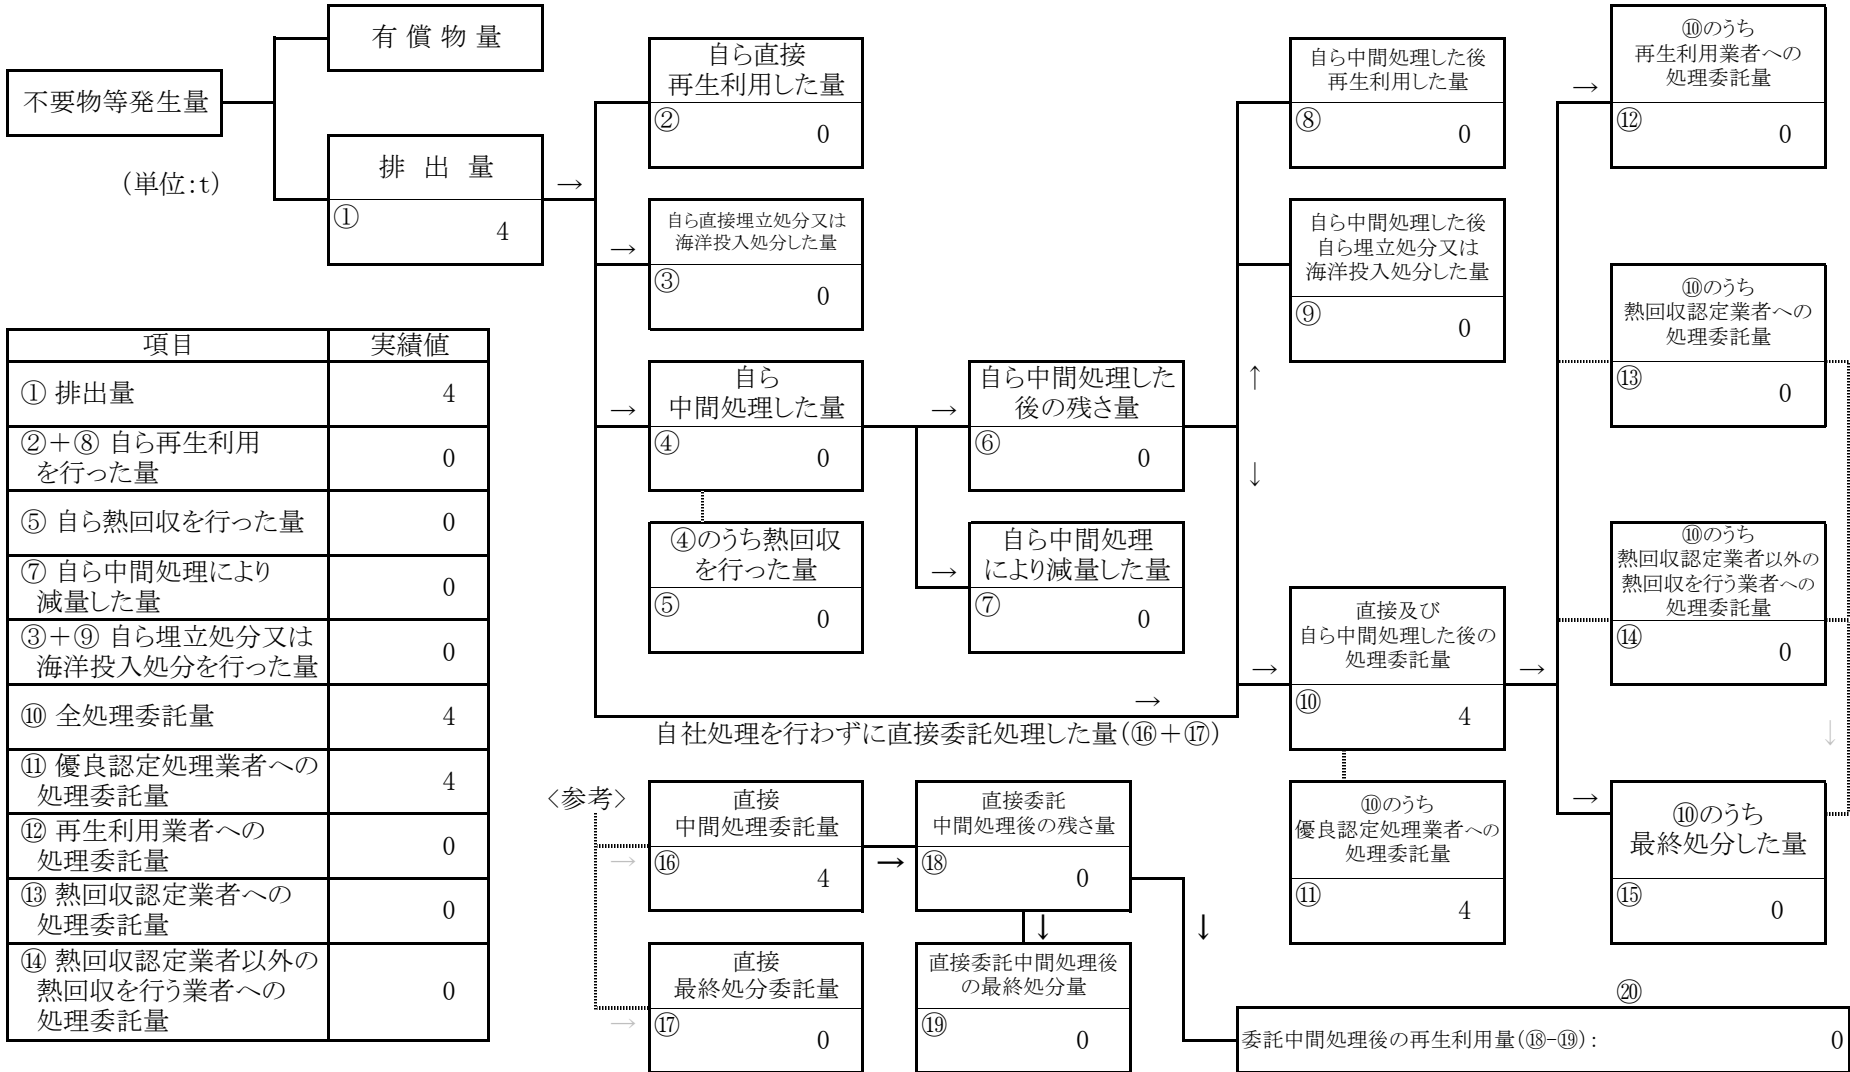 不要物等発生量
(単位:t)
有 償 物 量
排 出 量
①
4
→
自ら直接
再生利用した量
②
0
→
自ら直接埋立処分又は
海洋投入処分した量
③
0
→
自ら
中間処理した量
④
0
④のうち熱回収
を行った量
⑤
0
→
自ら中間処理した
後の残さ量
⑥
0
→
自ら中間処理
により減量した量
⑦
0
自ら中間処理した後
再生利用した量
⑧
0
自ら中間処理した後
自ら埋立処分又は
海洋投入処分した量
⑨
0
↑
↓
→
自社処理を行わずに直接委託処理した量(⑯+⑰)
→
直接及び
自ら中間処理した後の
処理委託量
⑩
4
→
⑩のうち
優良認定処理業者への
処理委託量
⑪
4
→
⑩のうち
再生利用業者への
処理委託量
⑫
0
⑩のうち
熱回収認定業者への
処理委託量
⑬
0
⑩のうち
熱回収認定業者以外の
熱回収を行う業者への
処理委託量
⑭
0
↓
→
⑩のうち
最終処分した量
⑮
0
項目 実績値
① 排出量 4
②+⑧ 自ら再生利用
を行った量 0
⑤ 自ら熱回収を行った量 0
⑦ 自ら中間処理により
減量した量 0
③+⑨ 自ら埋立処分又は
海洋投入処分を行った量 0
⑩ 全処理委託量 4
⑪ 優良認定処理業者への
処理委託量 4
⑫ 再生利用業者への
処理委託量 0
⑬ 熱回収認定業者への
処理委託量 0
⑭ 熱回収認定業者以外の
熱回収を行う業者への
処理委託量 0
〈参考〉
→
直接
中間処理委託量
⑯
4
→
直接委託
中間処理後の残さ量
⑱
0
↓
↓
→
直接
最終処分委託量
⑰
0
直接委託中間処理後
の最終処分量
⑲
0
⑳
委託中間処理後の再生利用量(⑱-⑲): 0